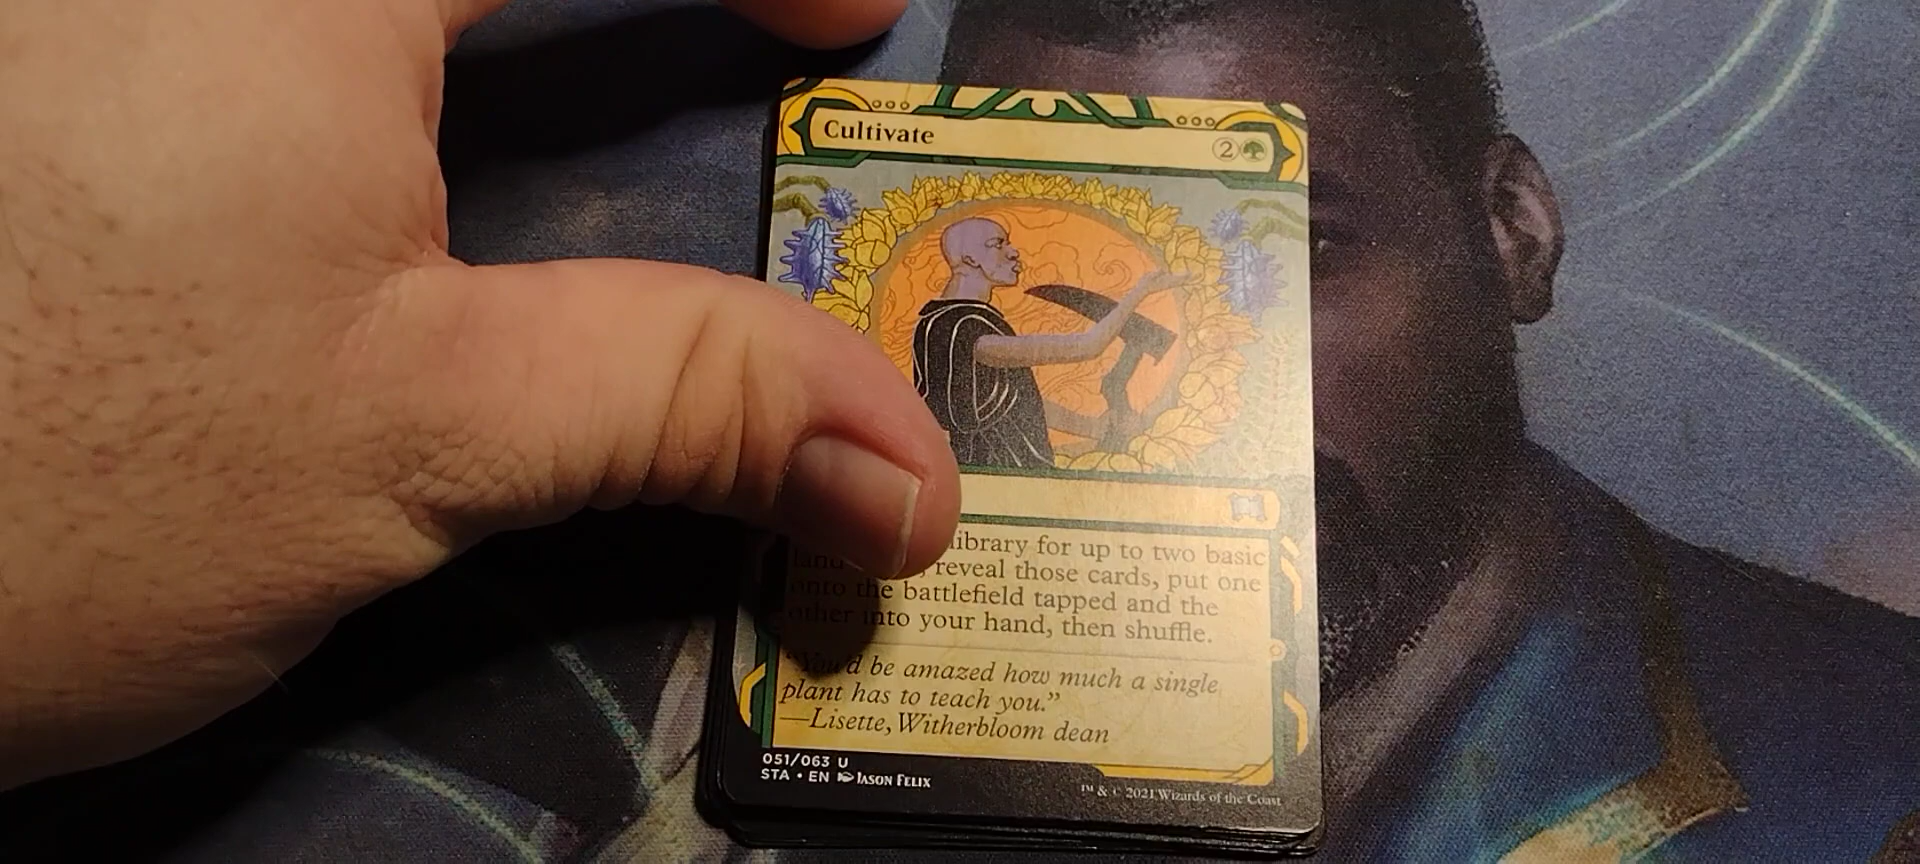 Cultivate
2
library for up to two basic
land , reveal those cards, put one
onto the battlefield tapped and the
other into your hand, then shuffle.
“You’d be amazed how much a single
plant has to teach you.”
—Lisette, Witherbloom dean
051/063 U
STA • EN Jason Felix
™ & © 2021 Wizards of the Coast